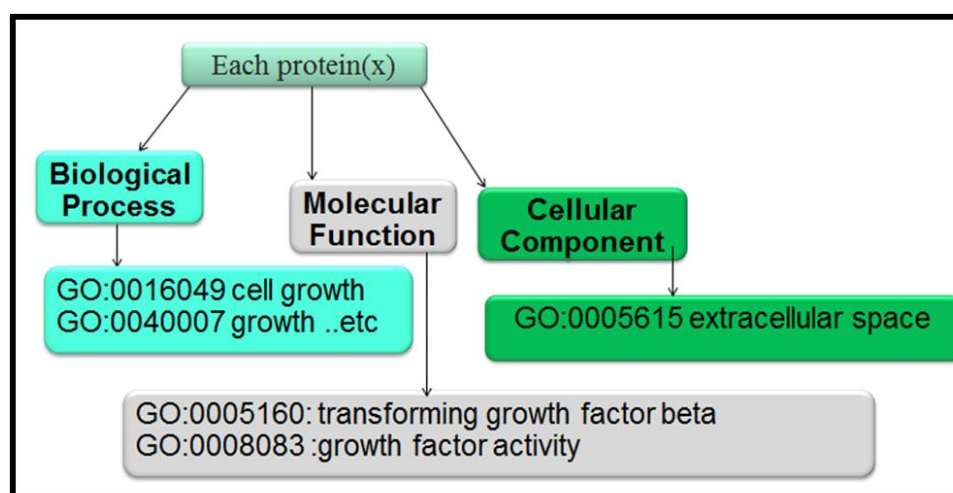 Each protein(x)
Biological
Process
Molecular
Function
Cellular
Component
GO:0016049 cell growth
GO:0040007 growth ..etc
GO:0005615 extracellular space
GO:0005160: transforming growth factor beta
GO:0008083 :growth factor activity